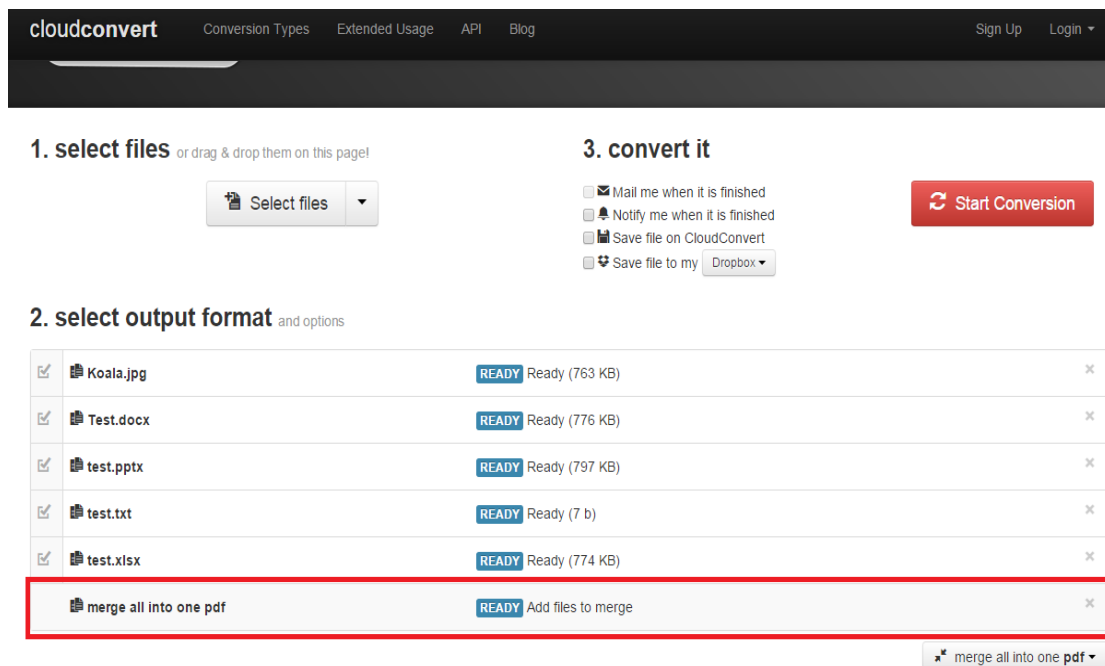 cloudconvert Conversion Types Extended Usage API Blog Sign Up Login
1. select files or drag & drop them on this page!
Select files
3. convert it
Mail me when it is finished
Notify me when it is finished
Save file on CloudConvert
Save file to my Dropbox
Start Conversion
2. select output format and options
Koala.jpg READY Ready (763 KB)
Test.docx READY Ready (776 KB)
test.pptx READY Ready (797 KB)
test.txt READY Ready (7 b)
test.xlsx READY Ready (774 KB)
merge all into one pdf READY Add files to merge
merge all into one pdf